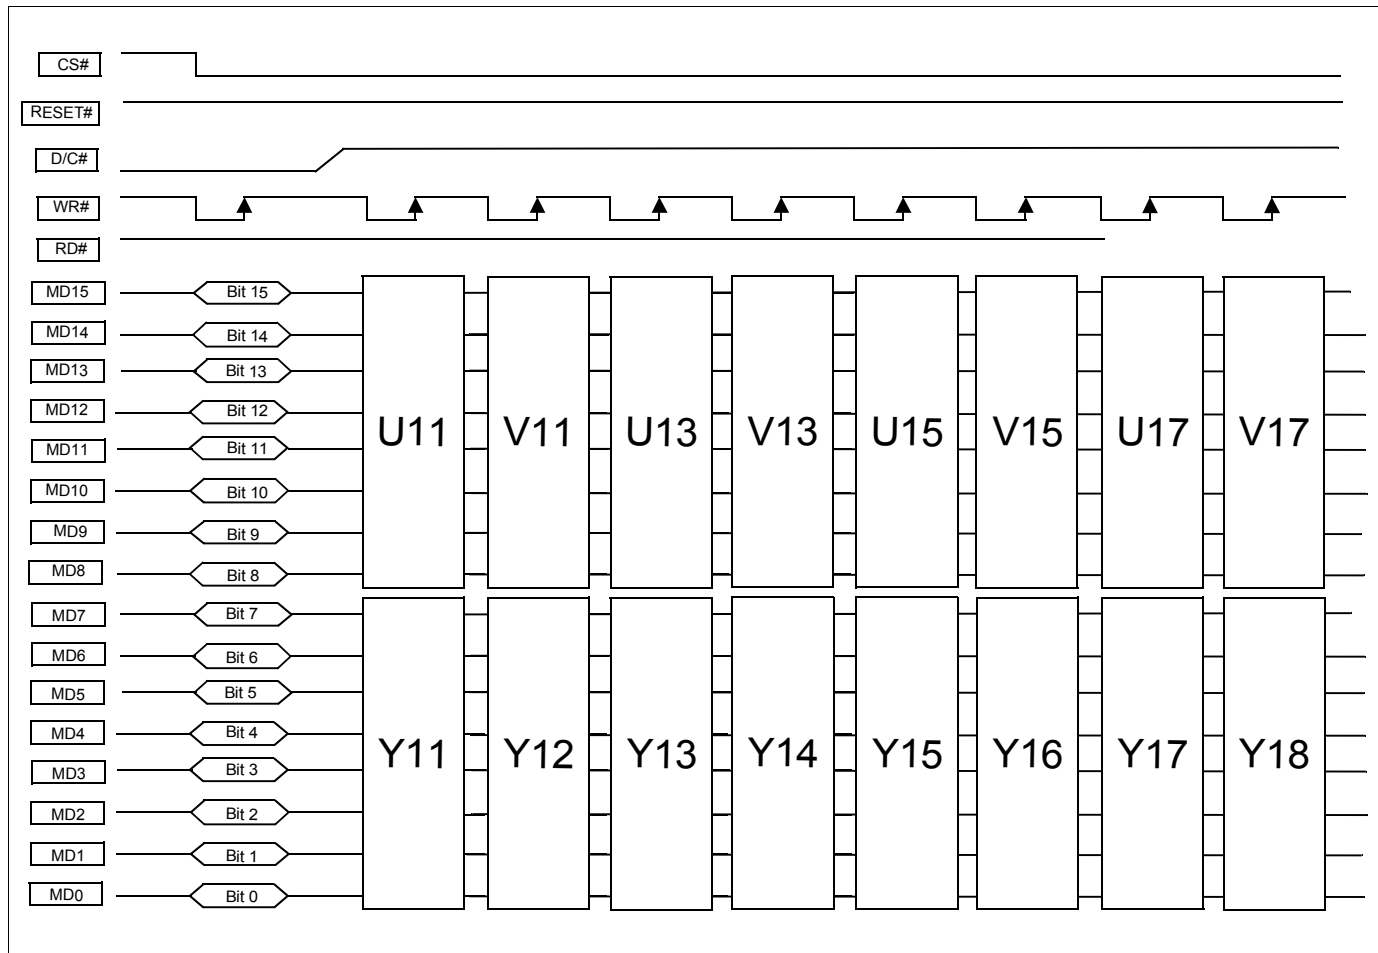 CS#
RESET#
D/C#
WR#
RD#
MD15 Bit 15
MD14 Bit 14
MD13 Bit 13
MD12 Bit 12
MD11 Bit 11
MD10 Bit 10
MD9 Bit 9
MD8 Bit 8
U11 V11 U13 V13 U15 V15 U17 V17
MD7 Bit 7
MD6 Bit 6
MD5 Bit 5
MD4 Bit 4
MD3 Bit 3
MD2 Bit 2
MD1 Bit 1
MD0 Bit 0
Y11 Y12 Y13 Y14 Y15 Y16 Y17 Y18